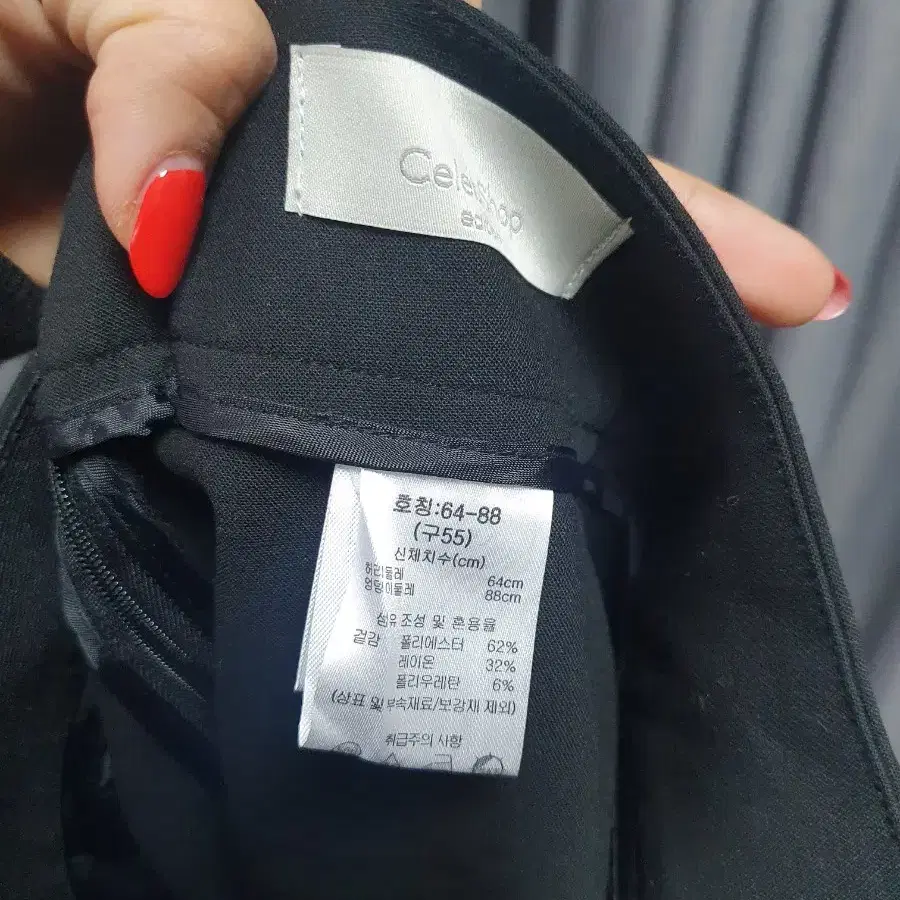 CeleShop
호칭:64-88
(구55)
신체치수(cm)
허리둘레 64cm
엉덩이둘레 88cm
섬유조성 및 혼용율
겉감 폴리에스터 62%
레이온 32%
폴리우레탄 6%
(상표 및 부속재료/보강재 제외)
취급주의 사항